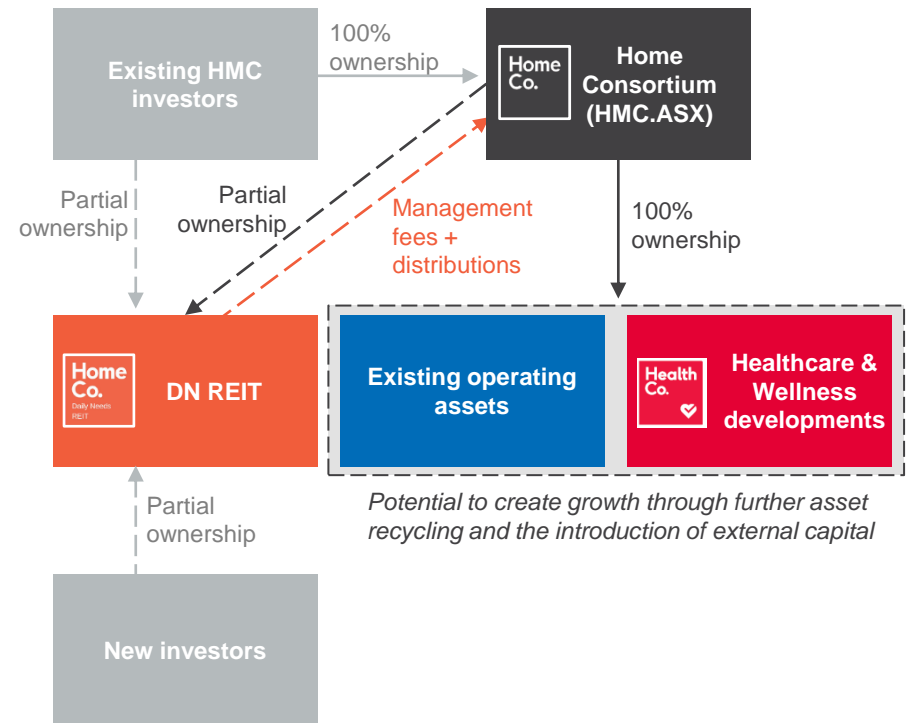 Existing HMC
investors
100%
ownership
Home
Co.
Home
Consortium
(HMC.ASX)
Partial
ownership
Partial
ownership
Management
fees +
distributions
100%
ownership
Home
Co.
Daily Needs
REIT
DN REIT
Existing operating
assets
Health
Co.
Healthcare &
Wellness
developments
Partial
ownership
Potential to create growth through further asset
recycling and the introduction of external capital
New investors